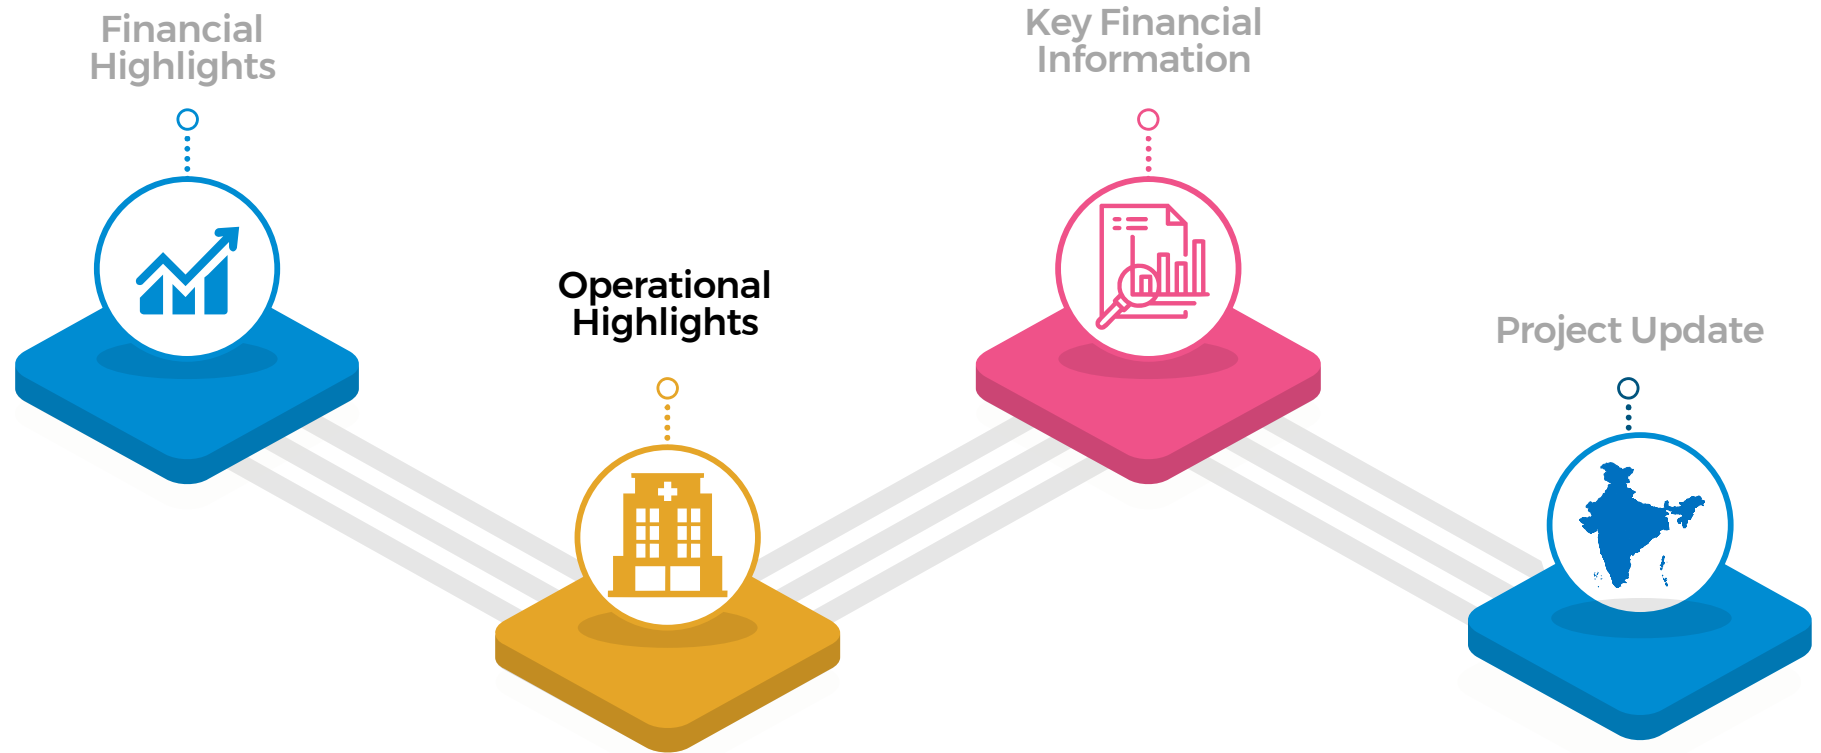 Financial
Highlights
Operational
Highlights
Key Financial
Information
Project Update